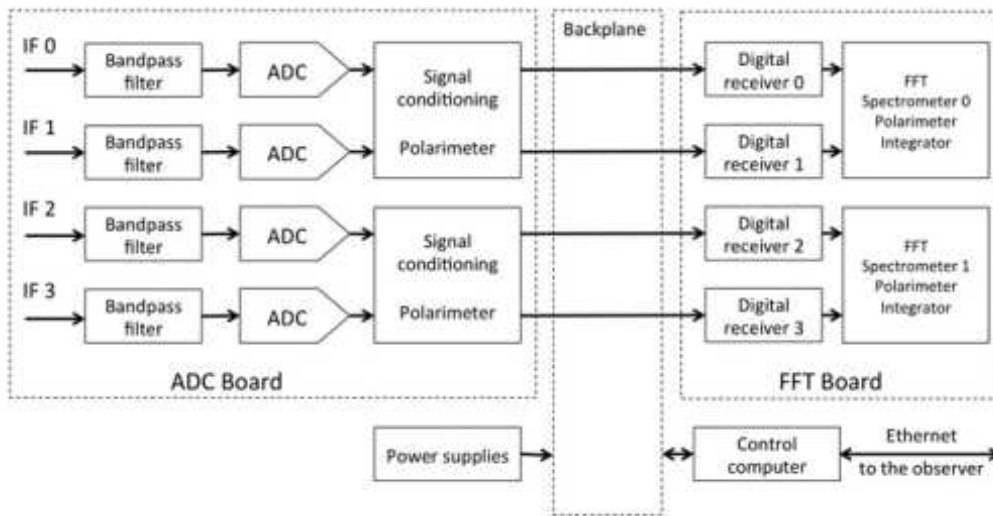 Backplane
IF 0
Bandpass
filter
ADC
Signal
conditioning
Polarimeter
Digital
receiver 0
FFT
Spectrometer 0
Polarimeter
Integrator
IF 1
Bandpass
filter
ADC
Digital
receiver 1
IF 2
Bandpass
filter
ADC
Signal
conditioning
Polarimeter
Digital
receiver 2
FFT
Spectrometer 1
Polarimeter
Integrator
IF 3
Bandpass
filter
ADC
Digital
receiver 3
ADC Board
FFT Board
Power supplies
Control
computer
Ethernet
to the observer